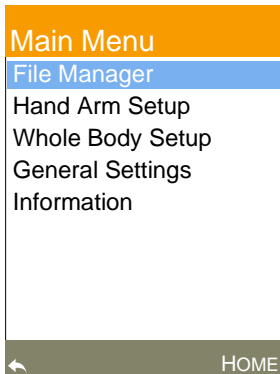 Main Menu
File Manager
Hand Arm Setup
Whole Body Setup
General Settings
Information
HOME